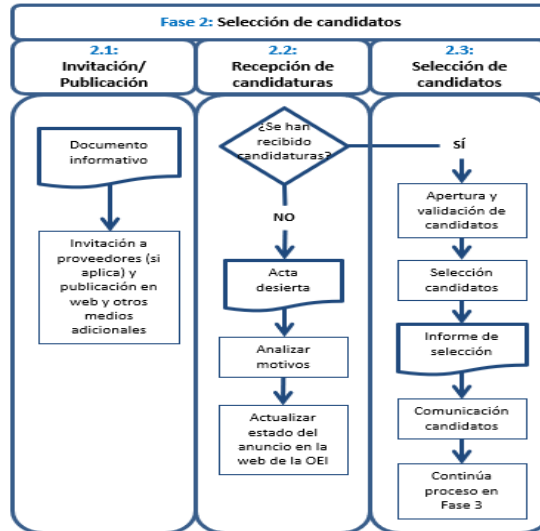 Fase 2: Selección de candidatos
2.1:
Invitación/
Publicación
2.2:
Recepción de
candidaturas
2.3:
Selección de
candidatos
Documento
informativo
Invitación a
proveedores (si
aplica) y
publicación en
web y otros
medios
adicionales
¿Se han
recibido
candidaturas?
NO
Acta
desierta
Analizar
motivos
Actualizar
estado del
anuncio en la
web de la OEI
SÍ
Apertura y
validación de
candidatos
Selección
candidatos
Informe de
selección
Comunicación
candidatos
Continúa
proceso en
Fase 3